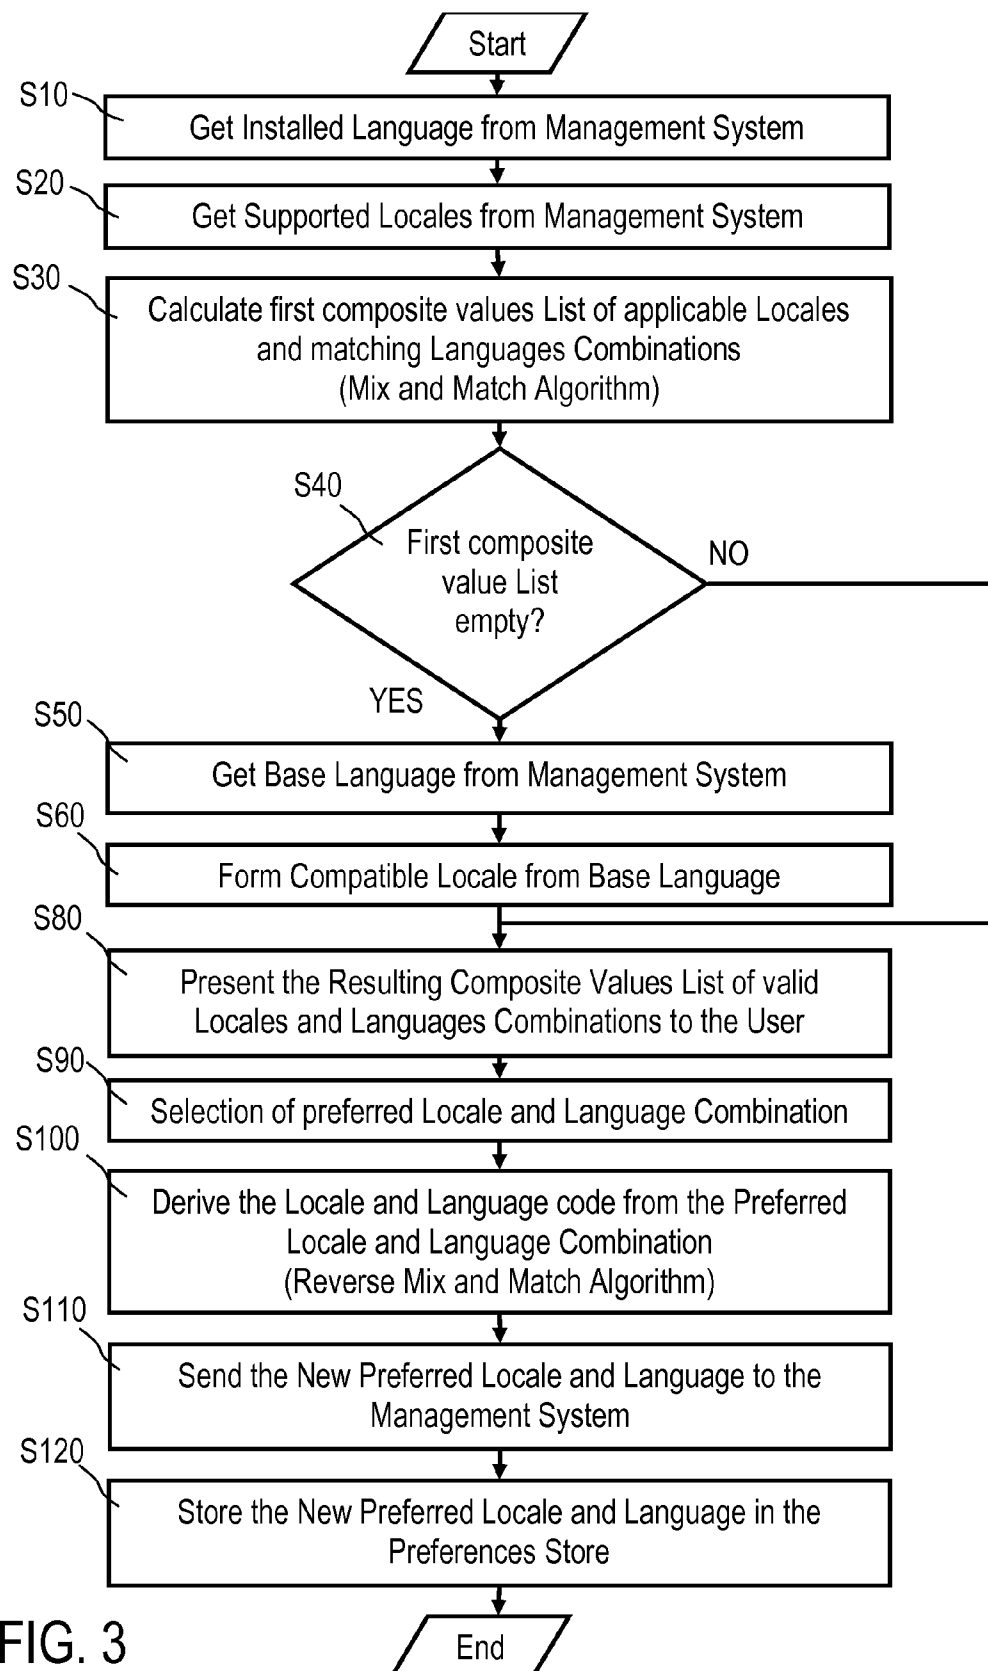 Start
S10
Get Installed Language from Management System
S20
Get Supported Locales from Management System
S30
Calculate first composite values List of applicable Locales
and matching Languages Combinations
(Mix and Match Algorithm)
S40
First composite
value List
empty?
NO
YES
S50
Get Base Language from Management System
S60
Form Compatible Locale from Base Language
S80
Present the Resulting Composite Values List of valid
Locales and Languages Combinations to the User
S90
Selection of preferred Locale and Language Combination
S100
Derive the Locale and Language code from the Preferred
Locale and Language Combination
(Reverse Mix and Match Algorithm)
S110
Send the New Preferred Locale and Language to the
Management System
S120
Store the New Preferred Locale and Language in the
Preferences Store
End
FIG. 3